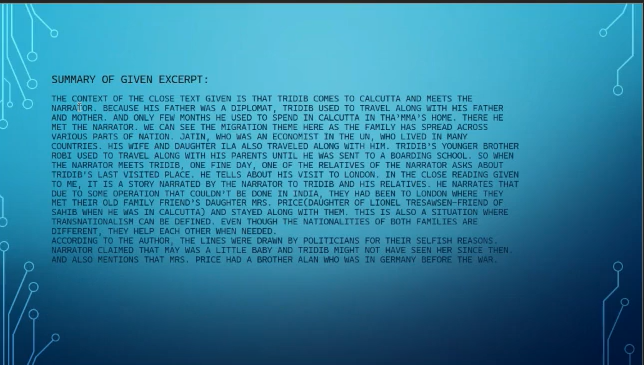 SUMMARY OF GIVEN EXCERPT:
THE CONTEXT OF THE CLOSE TEXT GIVEN IS THAT TRIDIB COMES TO CALCUTTA AND MEETS THE
NARRATOR. BECAUSE HIS FATHER WAS A DIPLOMAT, TRIDIB USED TO TRAVEL ALONG WITH HIS FATHER
AND MOTHER. AND ONLY FEW MONTHS HE USED TO SPEND IN CALCUTTA IN THA'MMA'S HOME. THERE HE
MET THE NARRATOR. WE CAN SEE THE MIGRATION THEME HERE AS THE FAMILY HAS SPREAD ACROSS
VARIOUS PARTS OF NATION. JATIN, WHO WAS AN ECONOMIST IN THE UN, WHO LIVED IN MANY
COUNTRIES. HIS WIFE AND DAUGHTER ILA ALSO TRAVELED ALONG WITH HIM. TRIDIB'S YOUNGER BROTHER
ROBI USED TO TRAVEL ALONG WITH HIS PARENTS UNTIL HE WAS SENT TO A BOARDING SCHOOL. SO WHEN
THE NARRATOR MEETS TRIDIB, ONE FINE DAY, ONE OF THE RELATIVES OF THE NARRATOR ASKS ABOUT
TRIDIB'S LAST VISITED PLACE. HE TELLS ABOUT HIS VISIT TO LONDON. IN THE CLOSE READING GIVEN
TO ME, IT IS A STORY NARRATED BY THE NARRATOR TO TRIDIB AND HIS RELATIVES. HE NARRATES THAT
DUE TO SOME OPERATION THAT COULDN'T BE DONE IN INDIA, THEY HAD BEEN TO LONDON WHERE THEY
MET THEIR OLD FAMILY FRIEND'S DAUGHTER MRS. PRICE(DAUGHTER OF LIONEL TRESAWSEN-FRIEND OF
SAHIB WHEN HE WAS IN CALCUTTA) AND STAYED ALONG WITH THEM. THIS IS ALSO A SITUATION WHERE
TRANSNATIONALISM CAN BE DEFINED. EVEN THOUGH THE NATIONALITIES OF BOTH FAMILIES ARE
DIFFERENT, THEY HELP EACH OTHER WHEN NEEDED.
ACCORDING TO THE AUTHOR, THE LINES WERE DRAWN BY POLITICIANS FOR THEIR SELFISH REASONS.
NARRATOR CLAIMED THAT MAY WAS A LITTLE BABY AND TRIDIB MIGHT NOT HAVE SEEN HER SINCE THEN.
AND ALSO MENTIONS THAT MRS. PRICE HAD A BROTHER ALAN WHO WAS IN GERMANY BEFORE THE WAR.